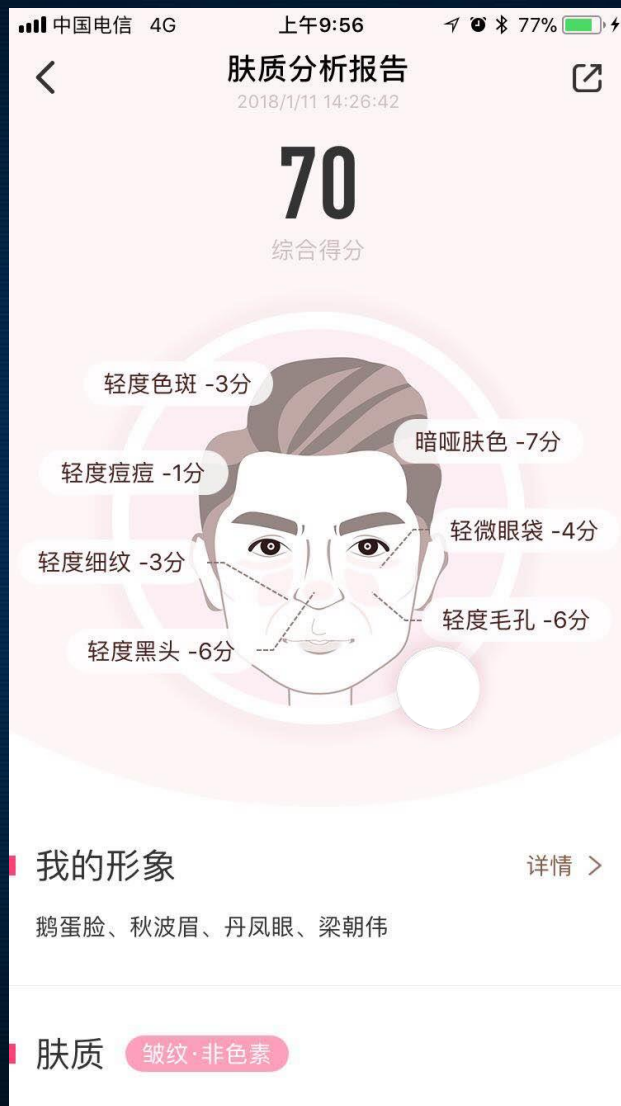 中国电信 4G 上午9:56 77%
肤质分析报告
2018/1/11 14:26:42
70
综合得分
轻度色斑 -3分
暗哑肤色 -7分
轻度痘痘 -1分
轻微眼袋 -4分
轻度细纹 -3分
轻度毛孔 -6分
轻度黑头 -6分
我的形象 详情
鹅蛋脸、秋波眉、丹凤眼、梁朝伟
肤质 皱纹·非色素